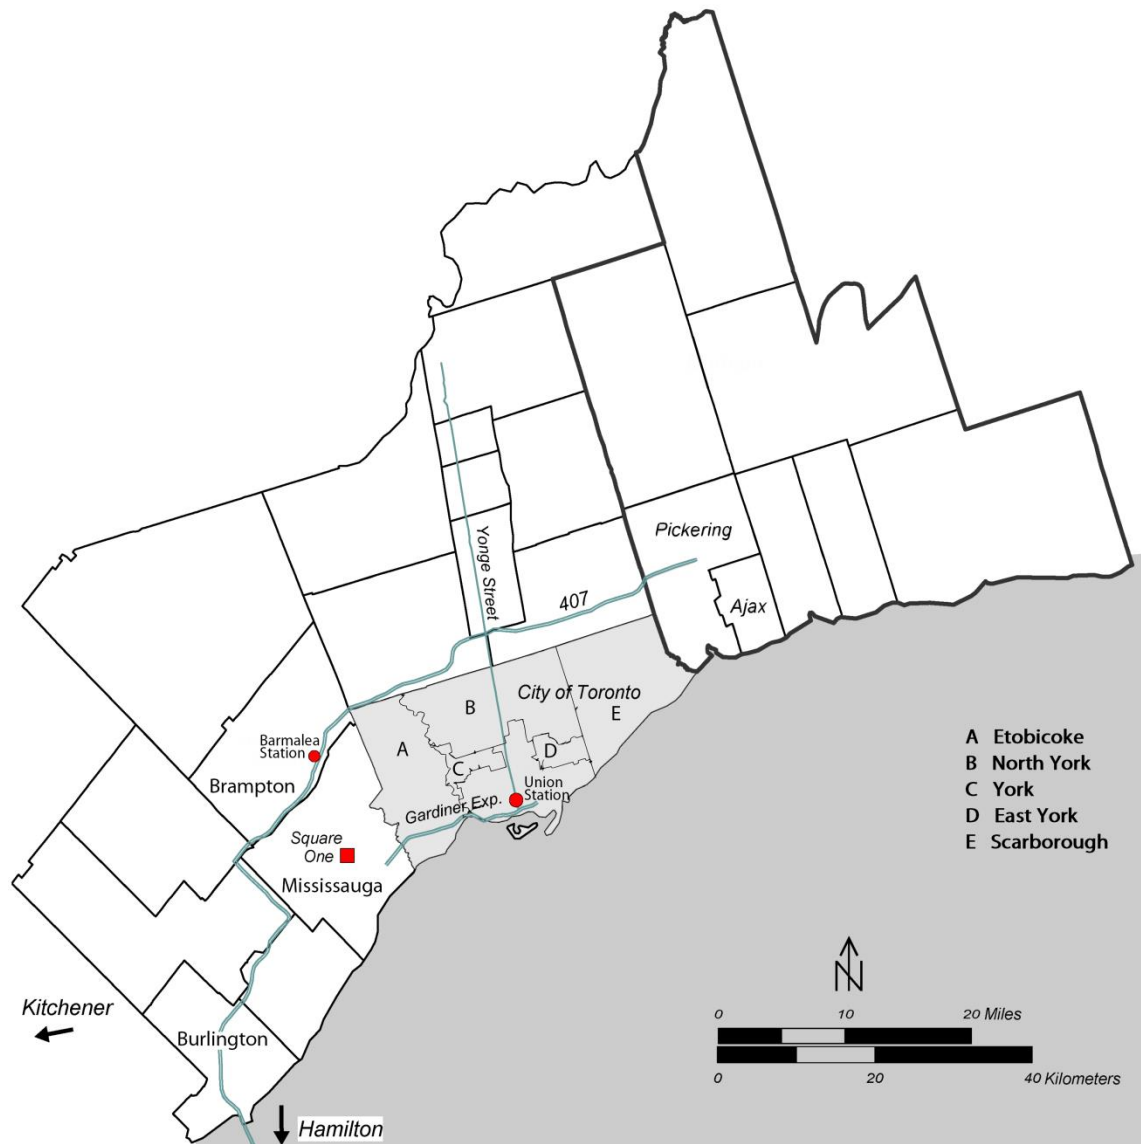 Pickering
Yonge Street
407
Ajax
City of Toronto
B
E
A
Barmalea
Station
D
C
Brampton
Union
Station
Gardiner Exp.
Square
One
Mississauga
A Etobicoke
B North York
C York
D East York
E Scarborough
Kitchener
Burlington
Hamilton
N
0 10 20 Miles
0 20 40 Kilometers